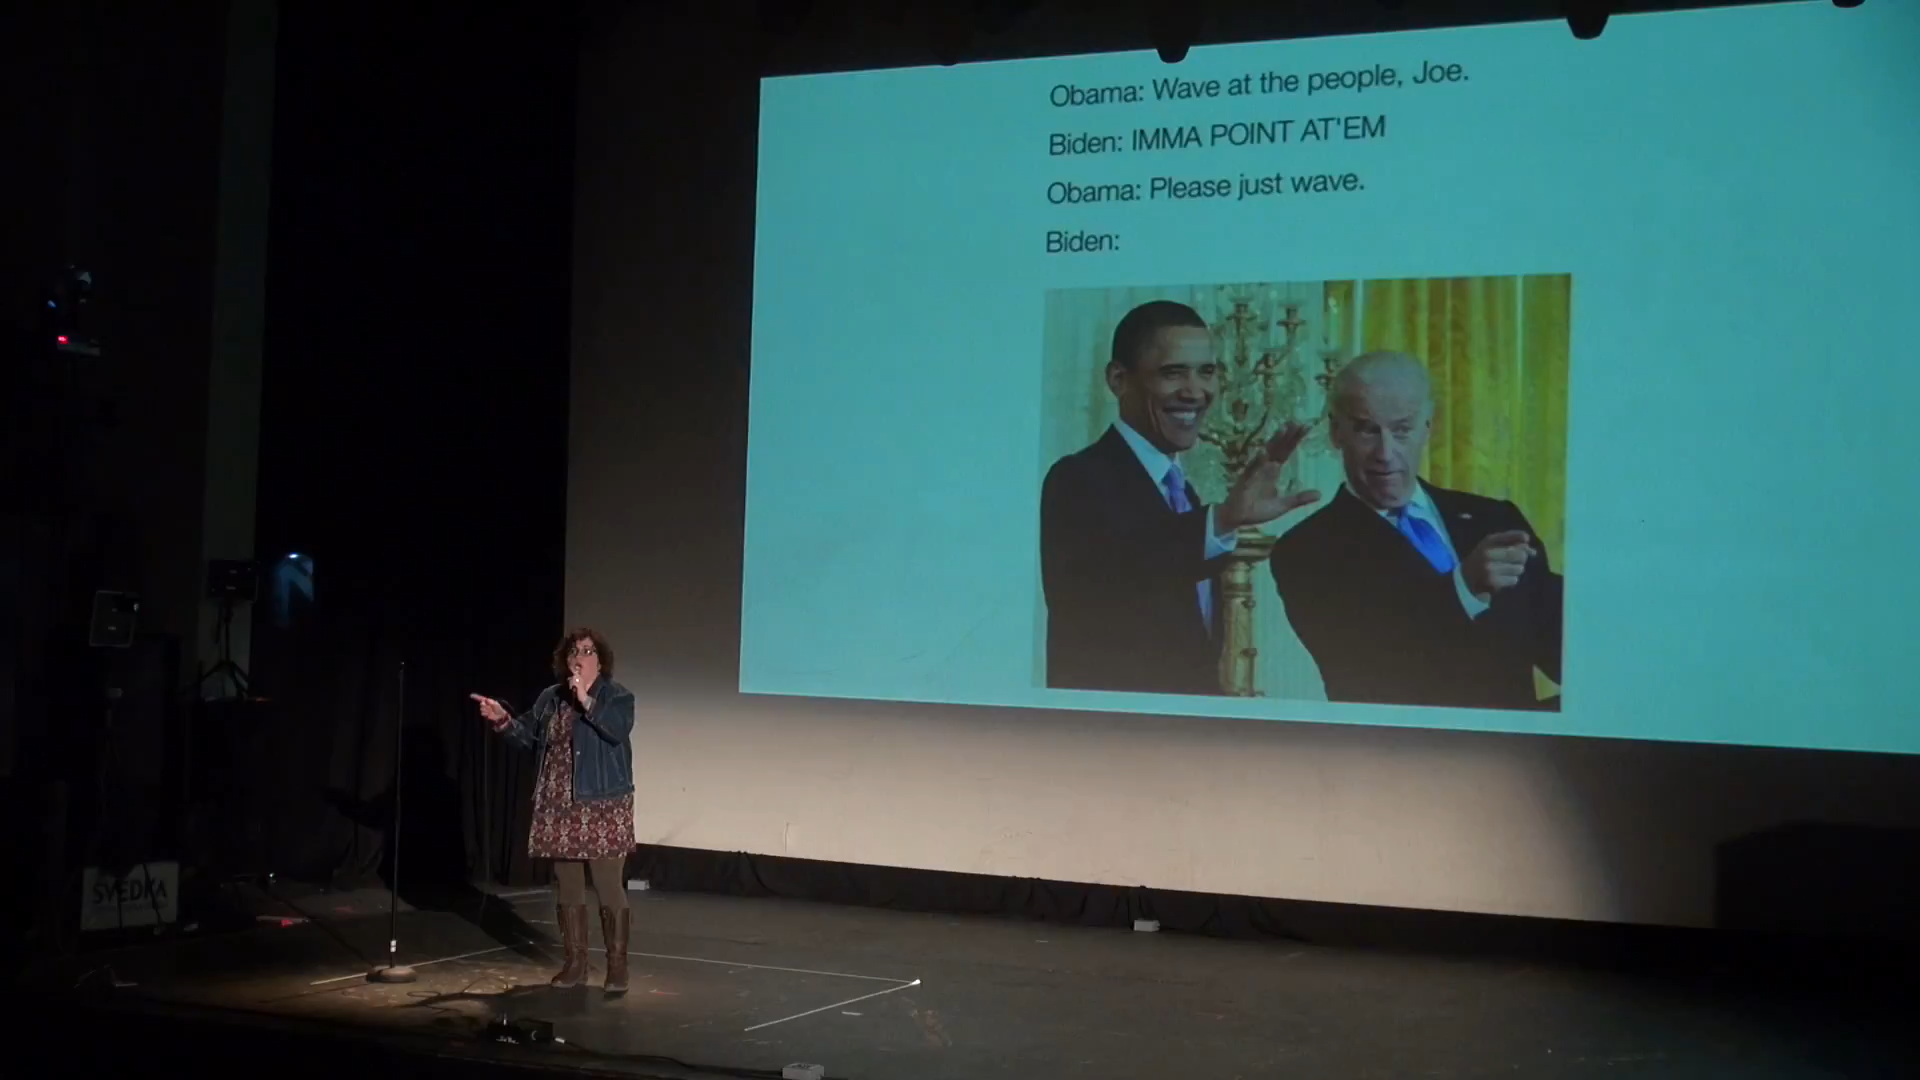 Obama: Wave at the people, Joe.
Biden: IMMA POINT AT'EM
Obama: Please just wave.
Biden:
SVEDKA